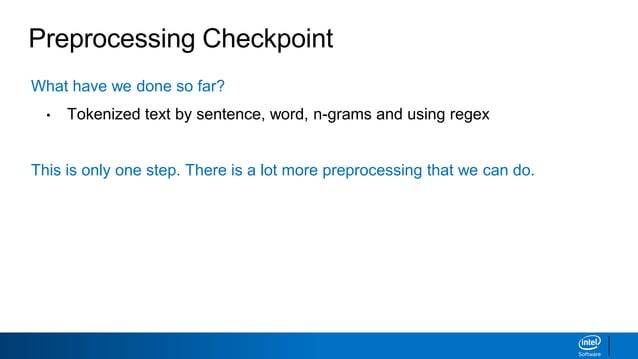 Preprocessing Checkpoint
What have we done so far?
• Tokenized text by sentence, word, n-grams and using regex
This is only one step. There is a lot more preprocessing that we can do.
intel
Software